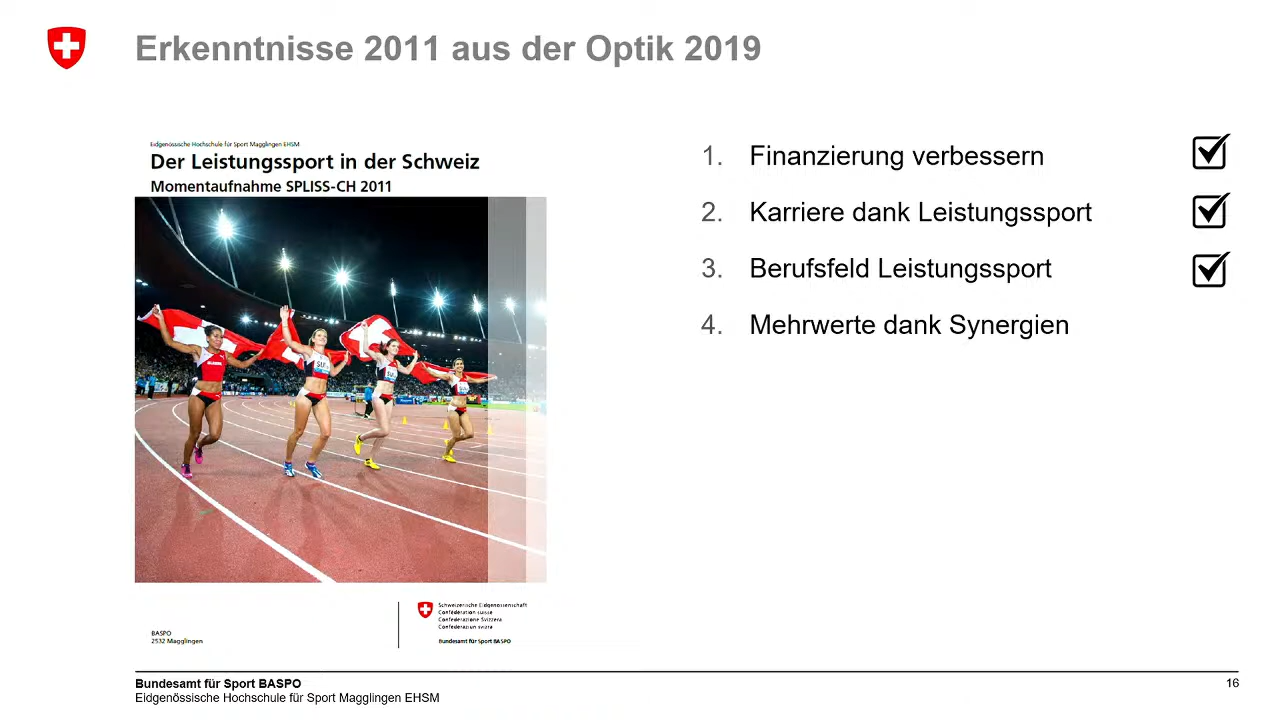 Erkenntnisse 2011 aus der Optik 2019
Eidgenössische Hochschule für Sport Magglingen EHSM
Der Leistungssport in der Schweiz
Momentaufnahme SPLISS-CH 2011
BASPO
2532 Magglingen
Schweizerische Eidgenossenschaft
Confédération suisse
Confederazione Svizzera
Confederaziun svizra
Bundesamt für Sport BASPO
1. Finanzierung verbessern
2. Karriere dank Leistungssport
3. Berufsfeld Leistungssport
4. Mehrwerte dank Synergien
Bundesamt für Sport BASPO
Eidgenössische Hochschule für Sport Magglingen EHSM
16